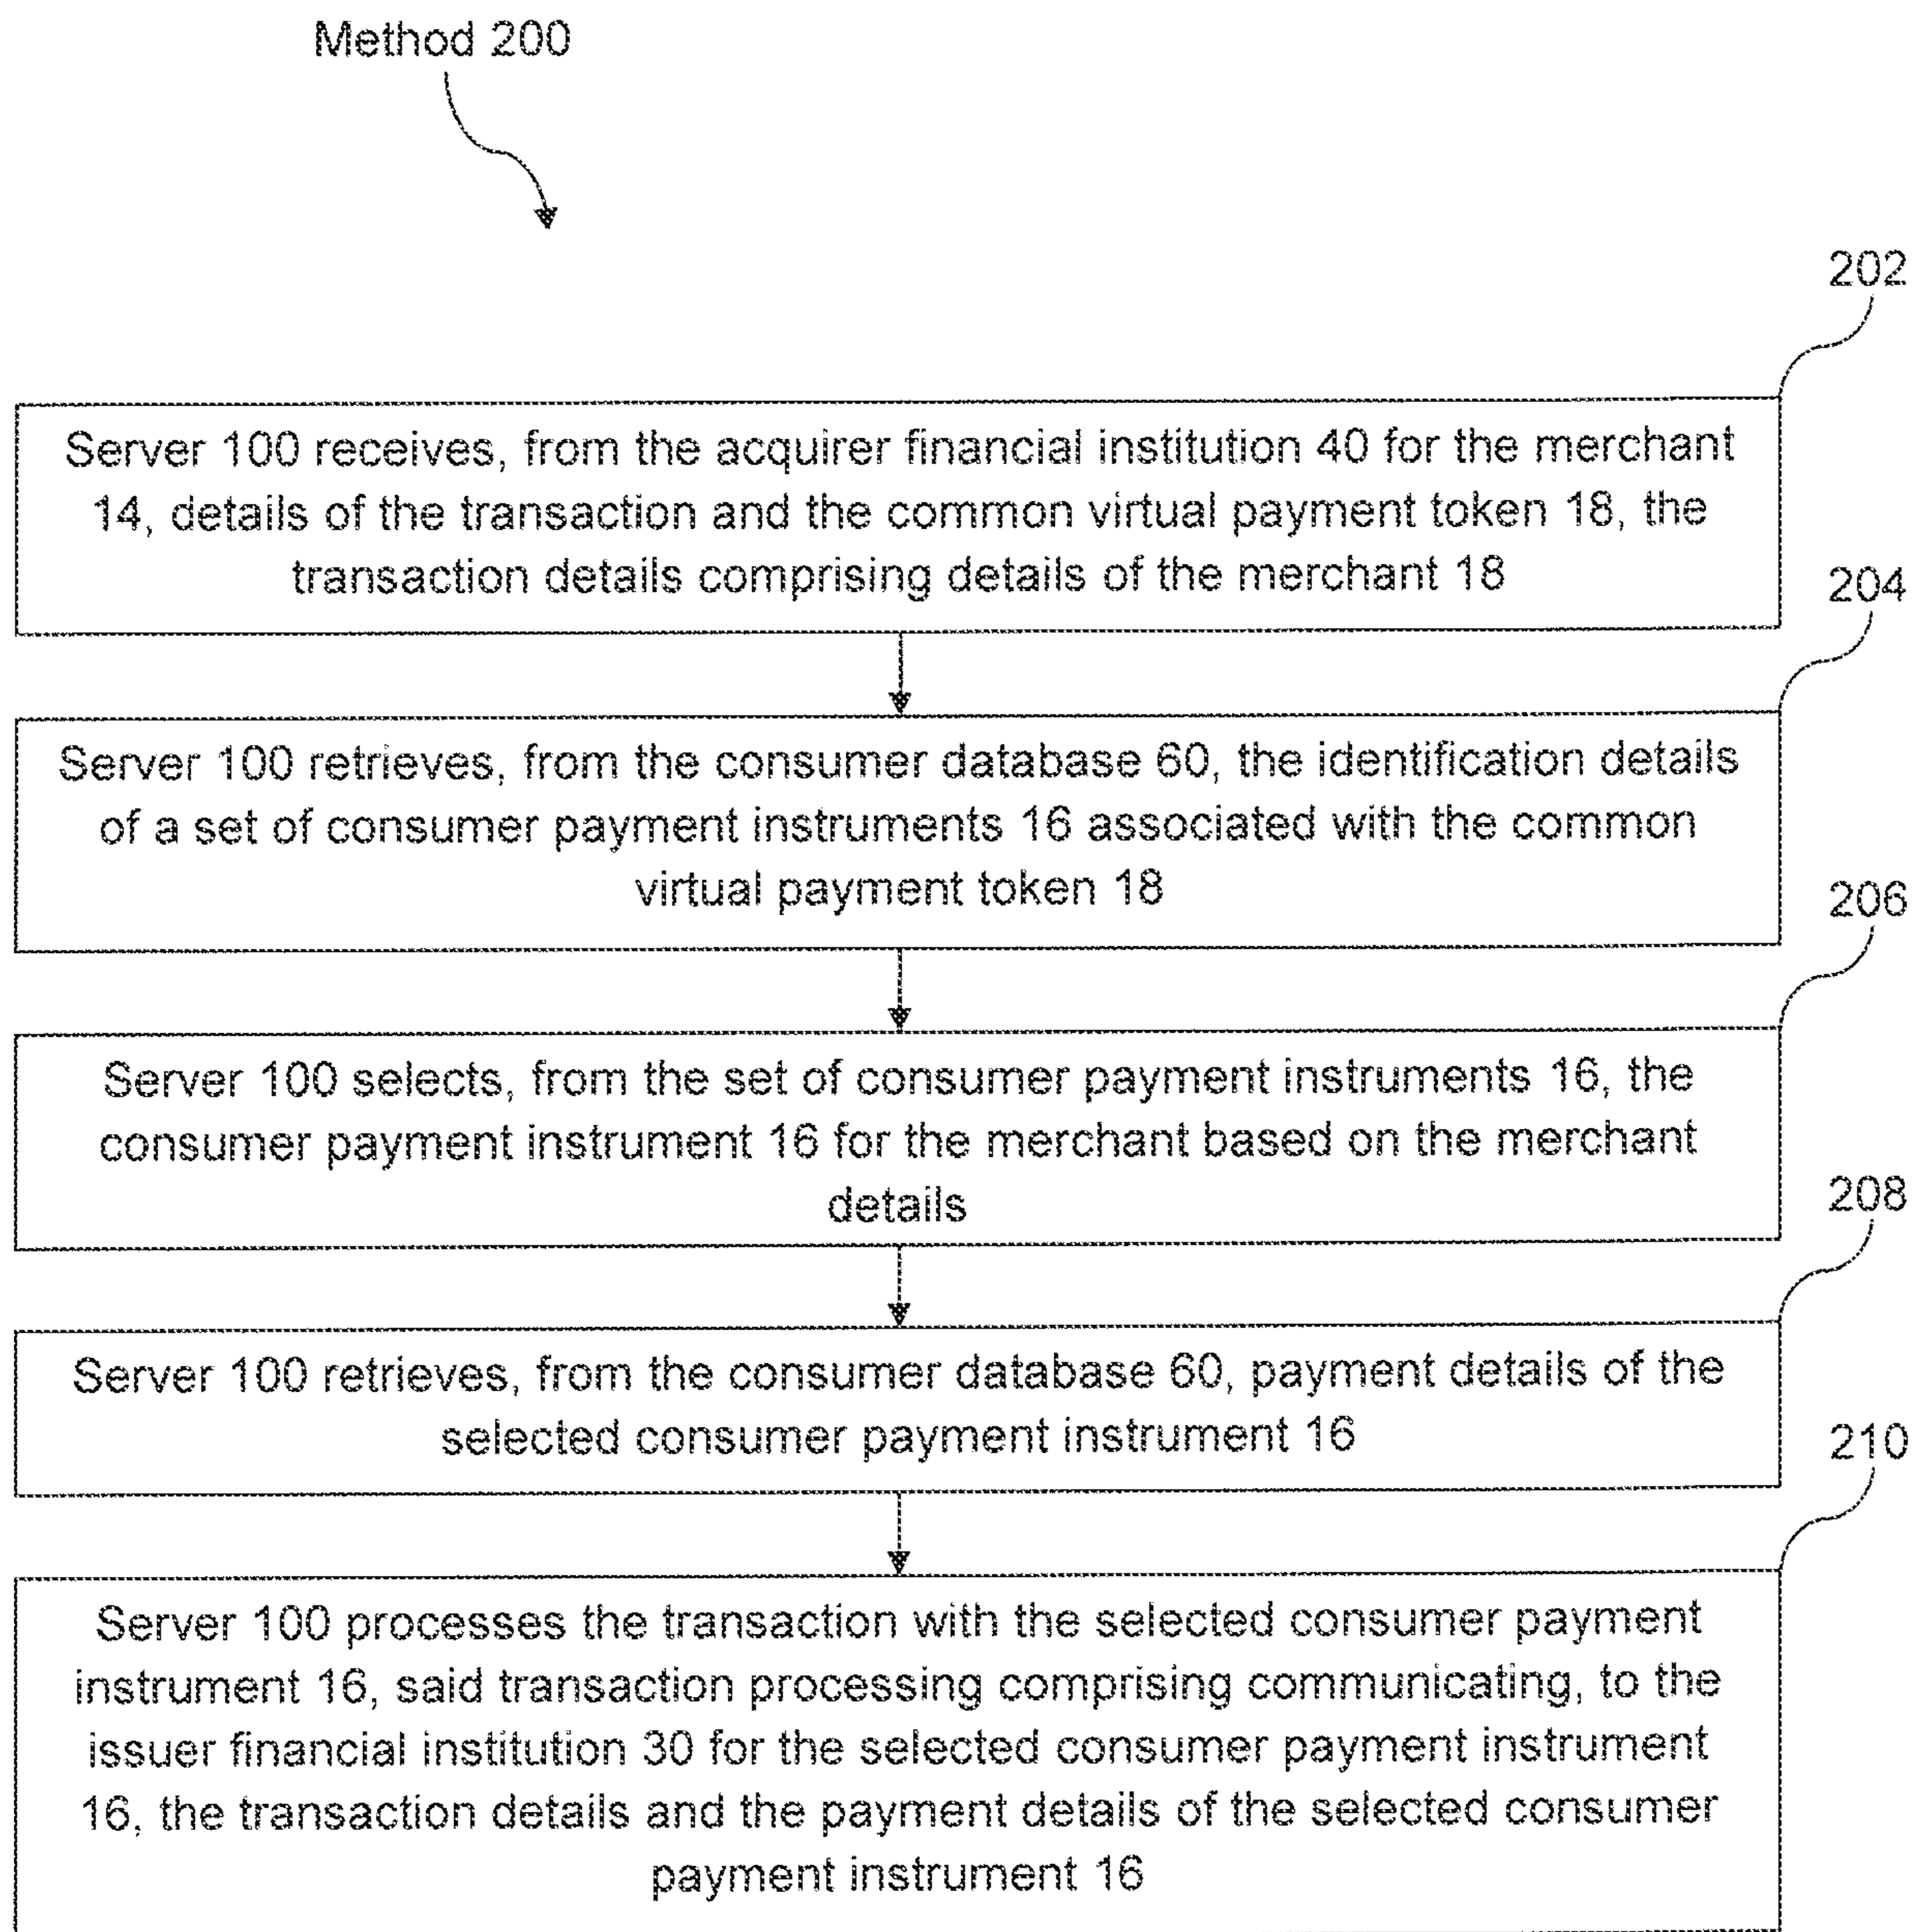 Method 200
202
Server 100 receives, from the acquirer financial institution 40 for the merchant
14, details of the transaction and the common virtual payment token 18, the
transaction details comprising details of the merchant 18
204
Server 100 retrieves, from the consumer database 60, the identification details
of a set of consumer payment instruments 16 associated with the common
virtual payment token 18
206
Server 100 selects, from the set of consumer payment instruments 16, the
consumer payment instrument 16 for the merchant based on the merchant
details
208
Server 100 retrieves, from the consumer database 60, payment details of the
selected consumer payment instrument 16
210
Server 100 processes the transaction with the selected consumer payment
instrument 16, said transaction processing comprising communicating, to the
issuer financial institution 30 for the selected consumer payment instrument
16, the transaction details and the payment details of the selected consumer
payment instrument 16